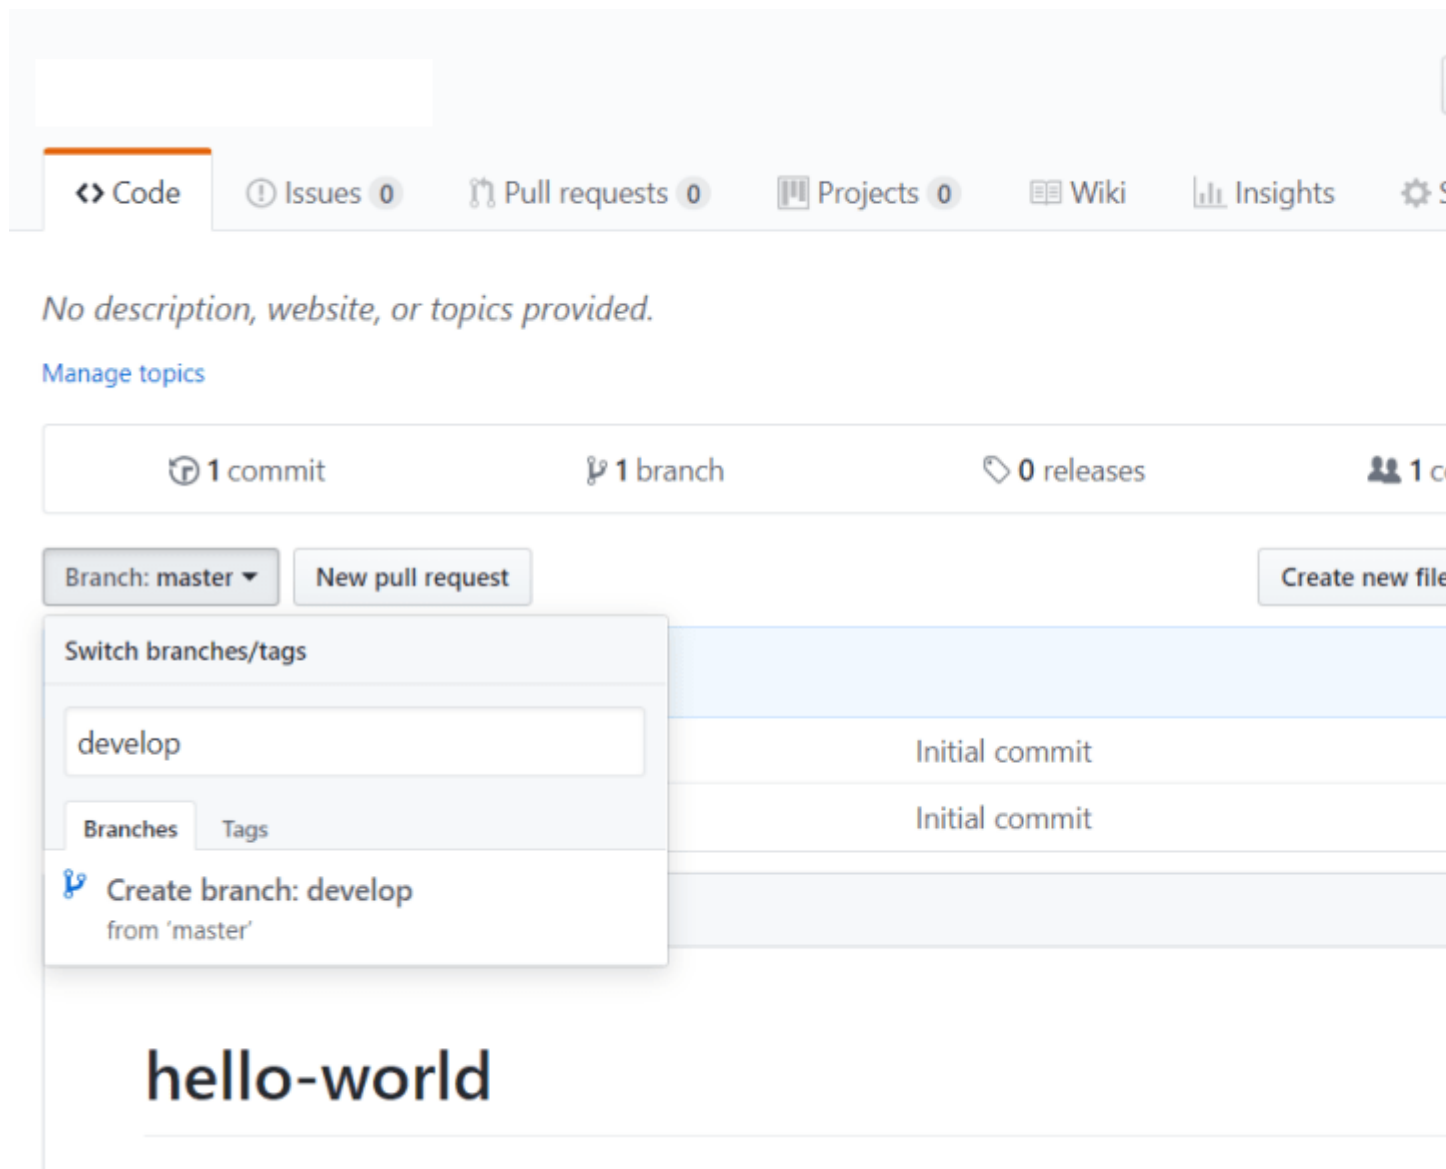 <> Code Issues 0 Pull requests 0 Projects 0 Wiki Insights
No description, website, or topics provided.
Manage topics
1 commit 1 branch 0 releases 1
Branch: master New pull request Create new file
Switch branches/tags
develop
Initial commit
Branches Tags
Initial commit
Create branch: develop
from 'master'
hello-world